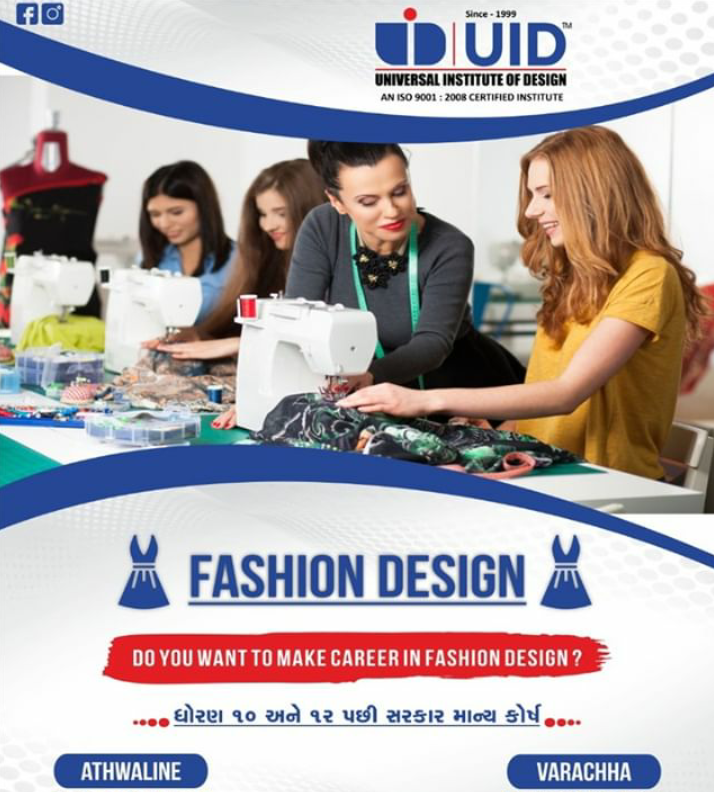 Since - 1999
UID™
UNIVERSAL INSTITUTE OF DESIGN
AN ISO 9001 : 2008 CERTIFIED INSTITUTE
FASHION DESIGN
DO YOU WANT TO MAKE CAREER IN FASHION DESIGN ?
ધોરણ ૧૦ અને ૧૨ પછી સરકાર માન્ય કોર્ષ
ATHWALINE
VARACHHA